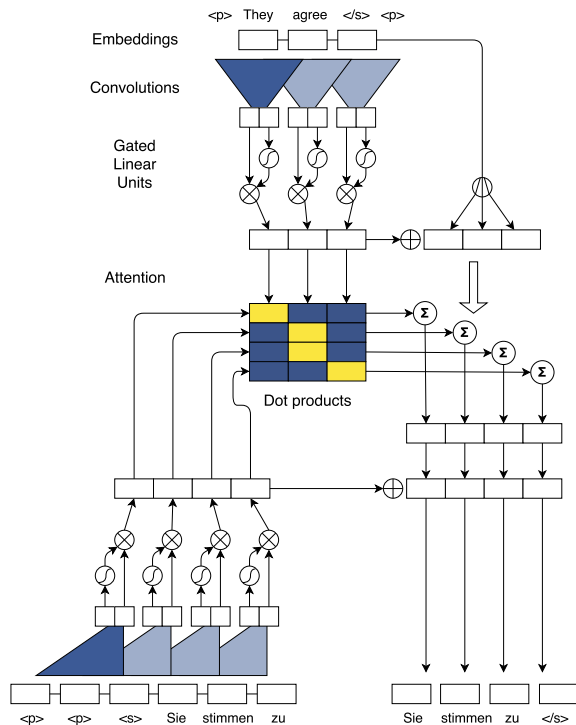 <p> They agree </s> <p>
Embeddings
Convolutions
Gated
Linear
Units
Attention
Σ
Σ
Σ
Σ
Dot products
<p> <p> <s> Sie stimmen zu
Sie stimmen zu </s>